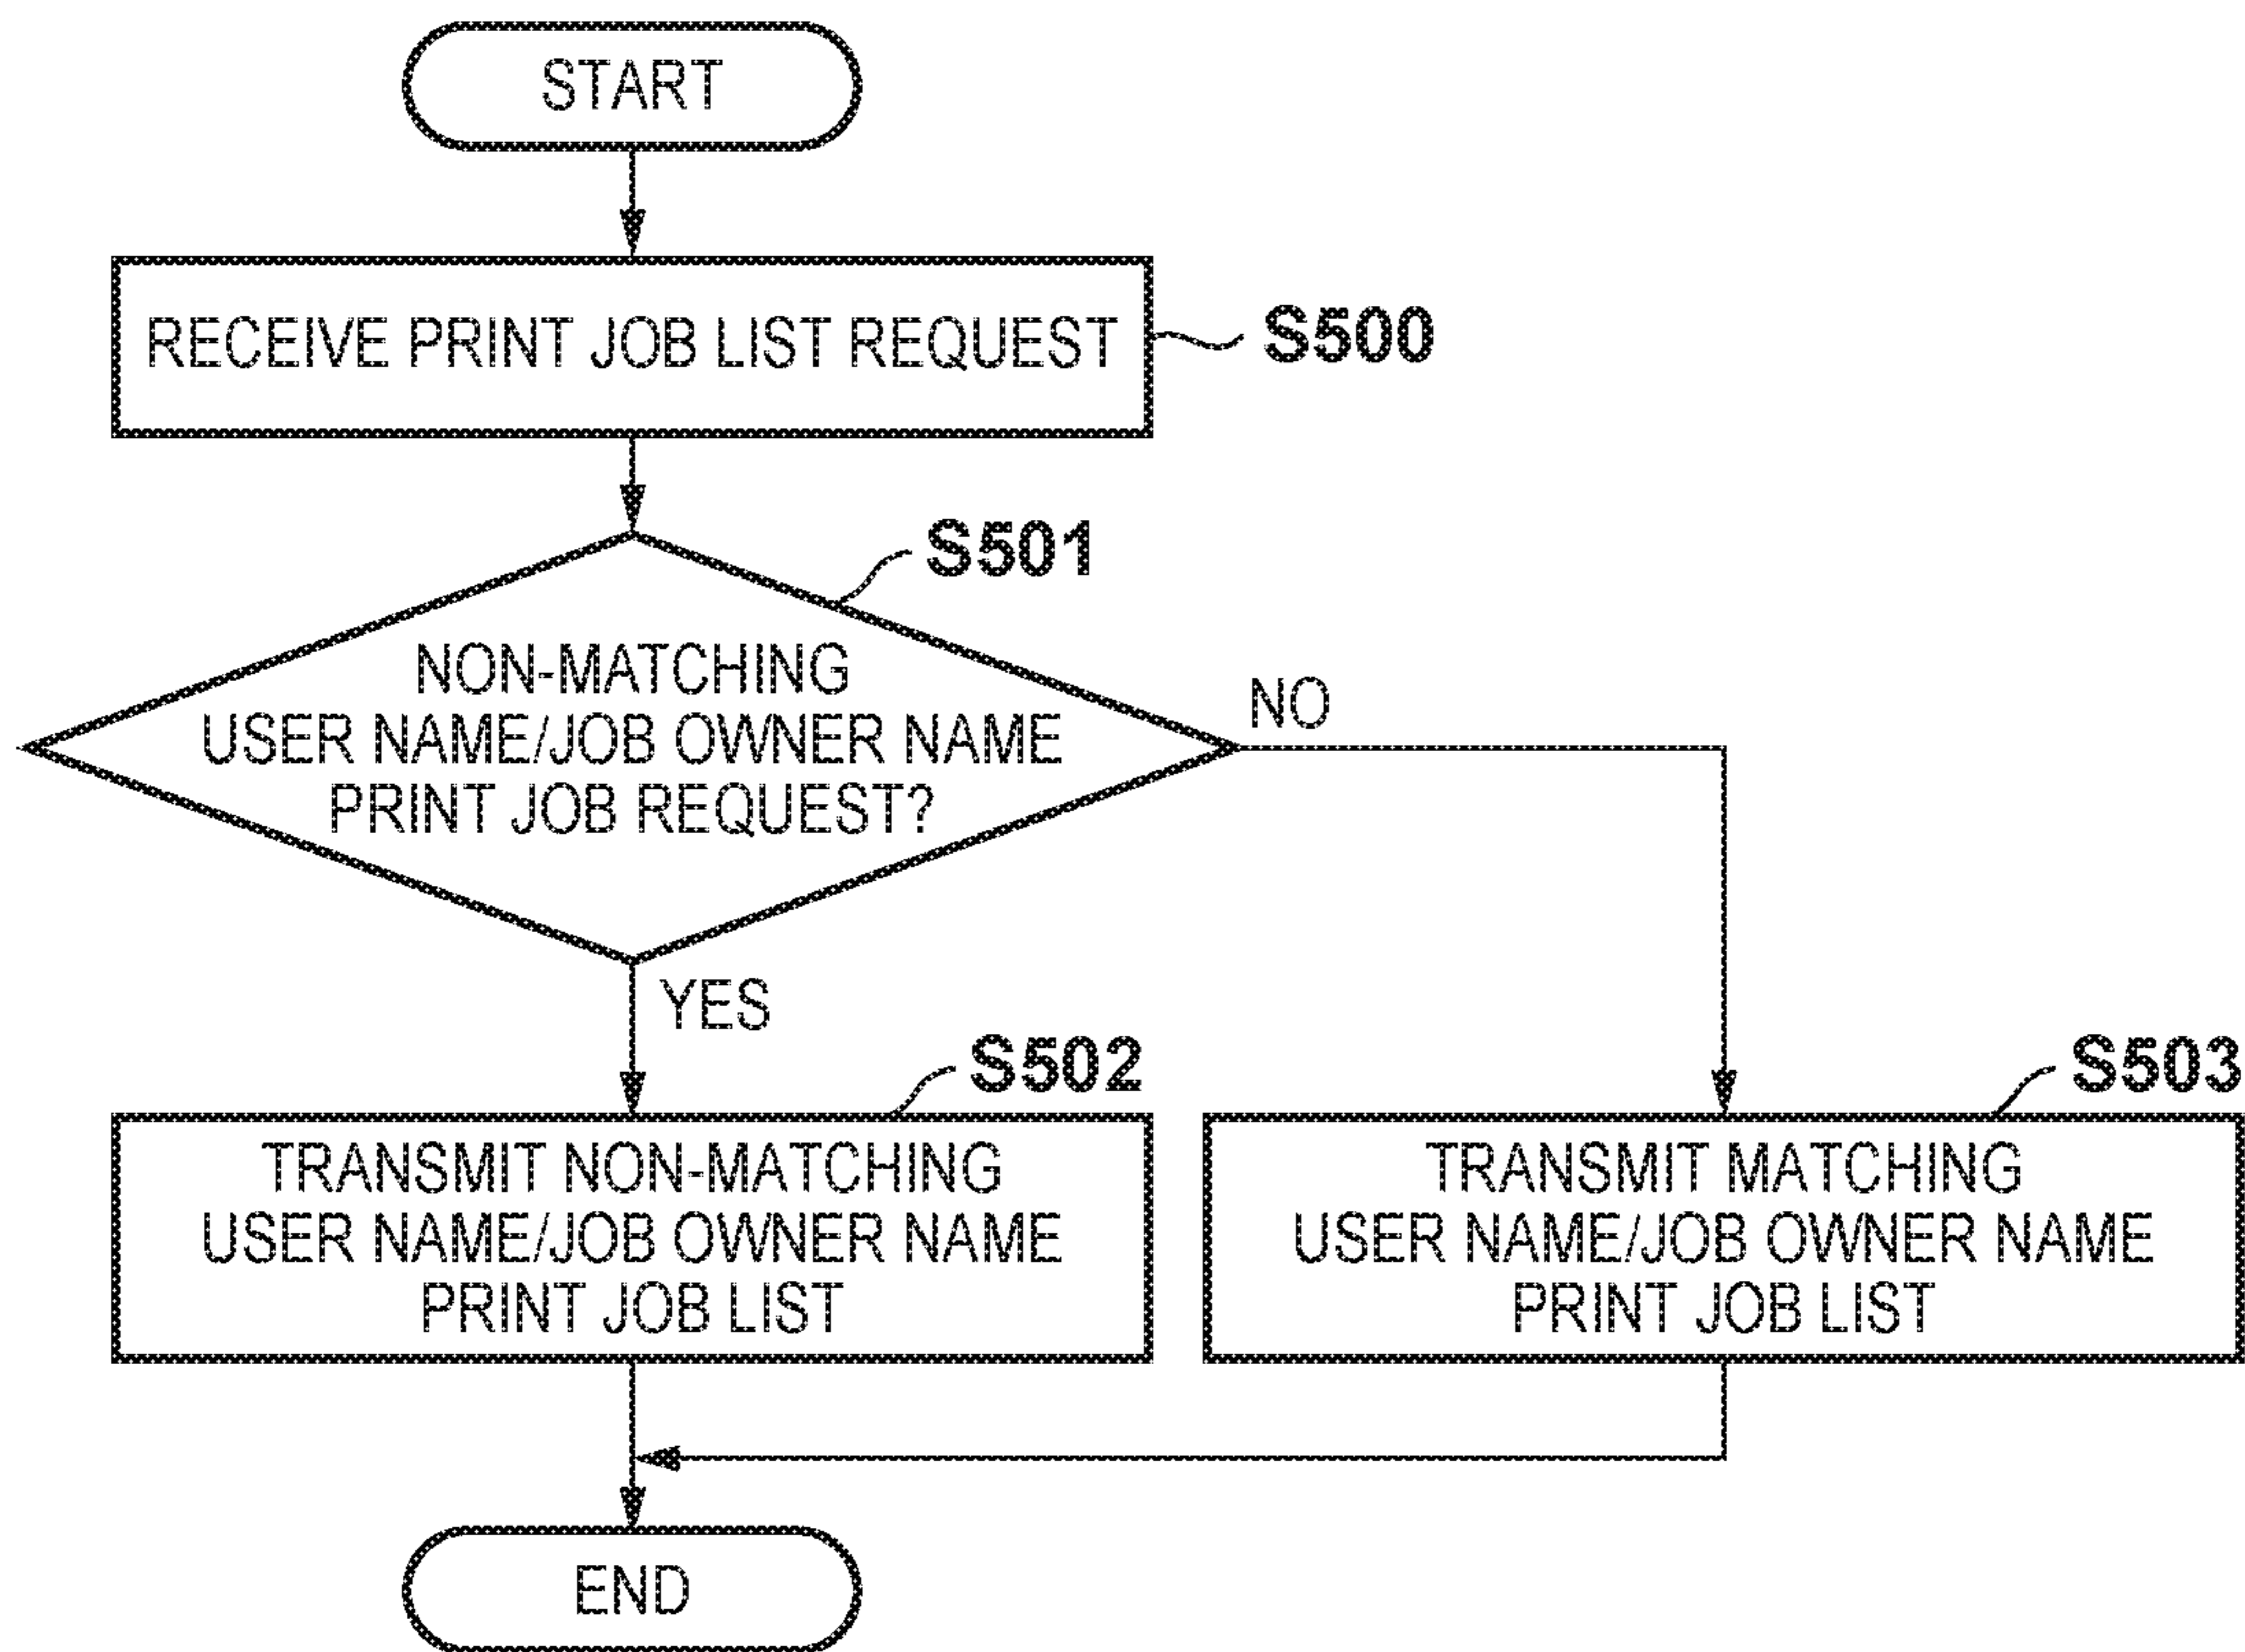 START
RECEIVE PRINT JOB LIST REQUEST
S500
S501
NON-MATCHING
USER NAME/JOB OWNER NAME
PRINT JOB REQUEST?
NO
YES
S502
TRANSMIT NON-MATCHING
USER NAME/JOB OWNER NAME
PRINT JOB LIST
S503
TRANSMIT MATCHING
USER NAME/JOB OWNER NAME
PRINT JOB LIST
END